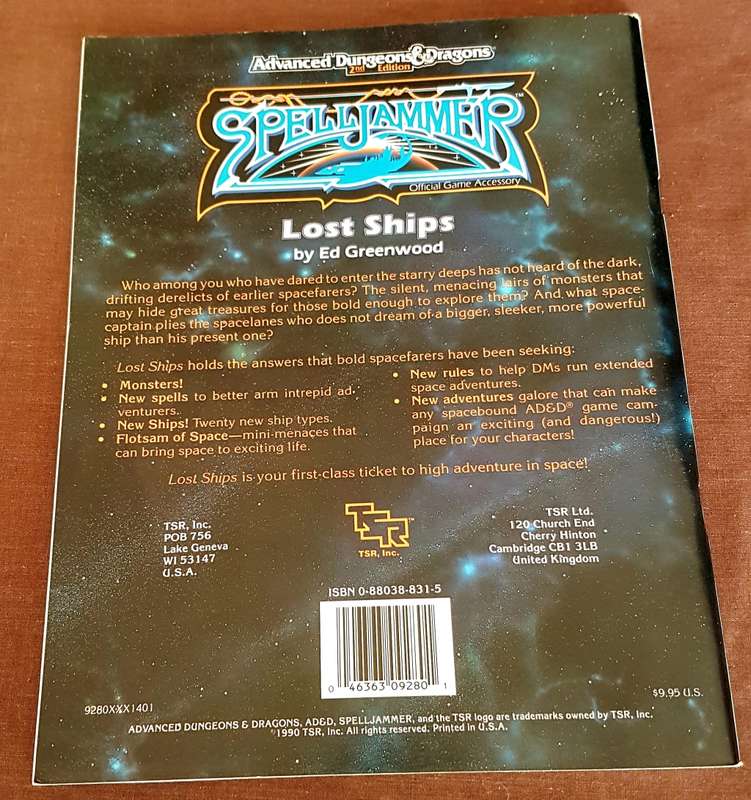 Advanced Dungeons & Dragons
2nd Edition
SPELLJAMMER™
Official Game Accessory
Lost Ships
by Ed Greenwood
Who among you who have dared to enter the starry deeps has not heard of the dark,
drifting derelicts of earlier spacefarers? The silent, menacing lairs of monsters that
may hide great treasures for those bold enough to explore them? And what space-
captain plies the spacelanes who does not dream of a bigger, sleeker, more powerful
ship than his present one?
Lost Ships holds the answers that bold spacefarers have been seeking:
• Monsters!
• New spells to better arm intrepid ad-
venturers.
• New Ships! Twenty new ship types.
• Flotsam of Space—mini-menaces that
can bring space to exciting life.
• New rules to help DMs run extended
space adventures.
• New adventures galore that can make
any spacebound AD&D® game cam-
paign an exciting (and dangerous!)
place for your characters!
Lost Ships is your first-class ticket to high adventure in space!
TSR, Inc.
POB 756
Lake Geneva
WI 53147
U.S.A.
TSR™
TSR, Inc.
TSR Ltd.
120 Church End
Cherry Hinton
Cambridge CB1 3LB
United Kingdom
ISBN 0-88038-831-5
0 46363 09280 1
9280XXX1401
$9.95 U.S.
ADVANCED DUNGEONS & DRAGONS, AD&D, SPELLJAMMER, and the TSR logo are trademarks owned by TSR, Inc.
©1990 TSR, Inc. All rights reserved. Printed in U.S.A.